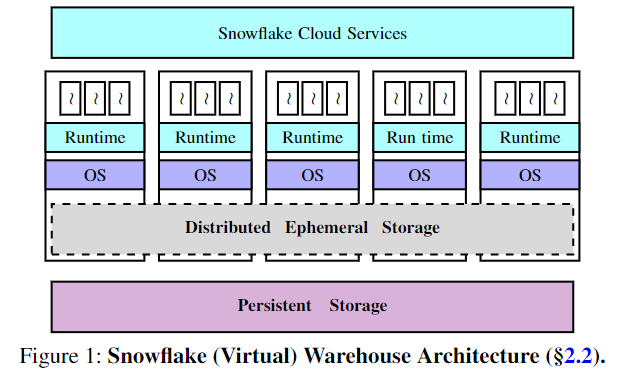 Snowflake Cloud Services
Runtime Runtime Runtime Run time Runtime
OS OS OS OS OS
Distributed Ephemeral Storage
Persistent Storage
Figure 1: Snowflake (Virtual) Warehouse Architecture (§2.2).